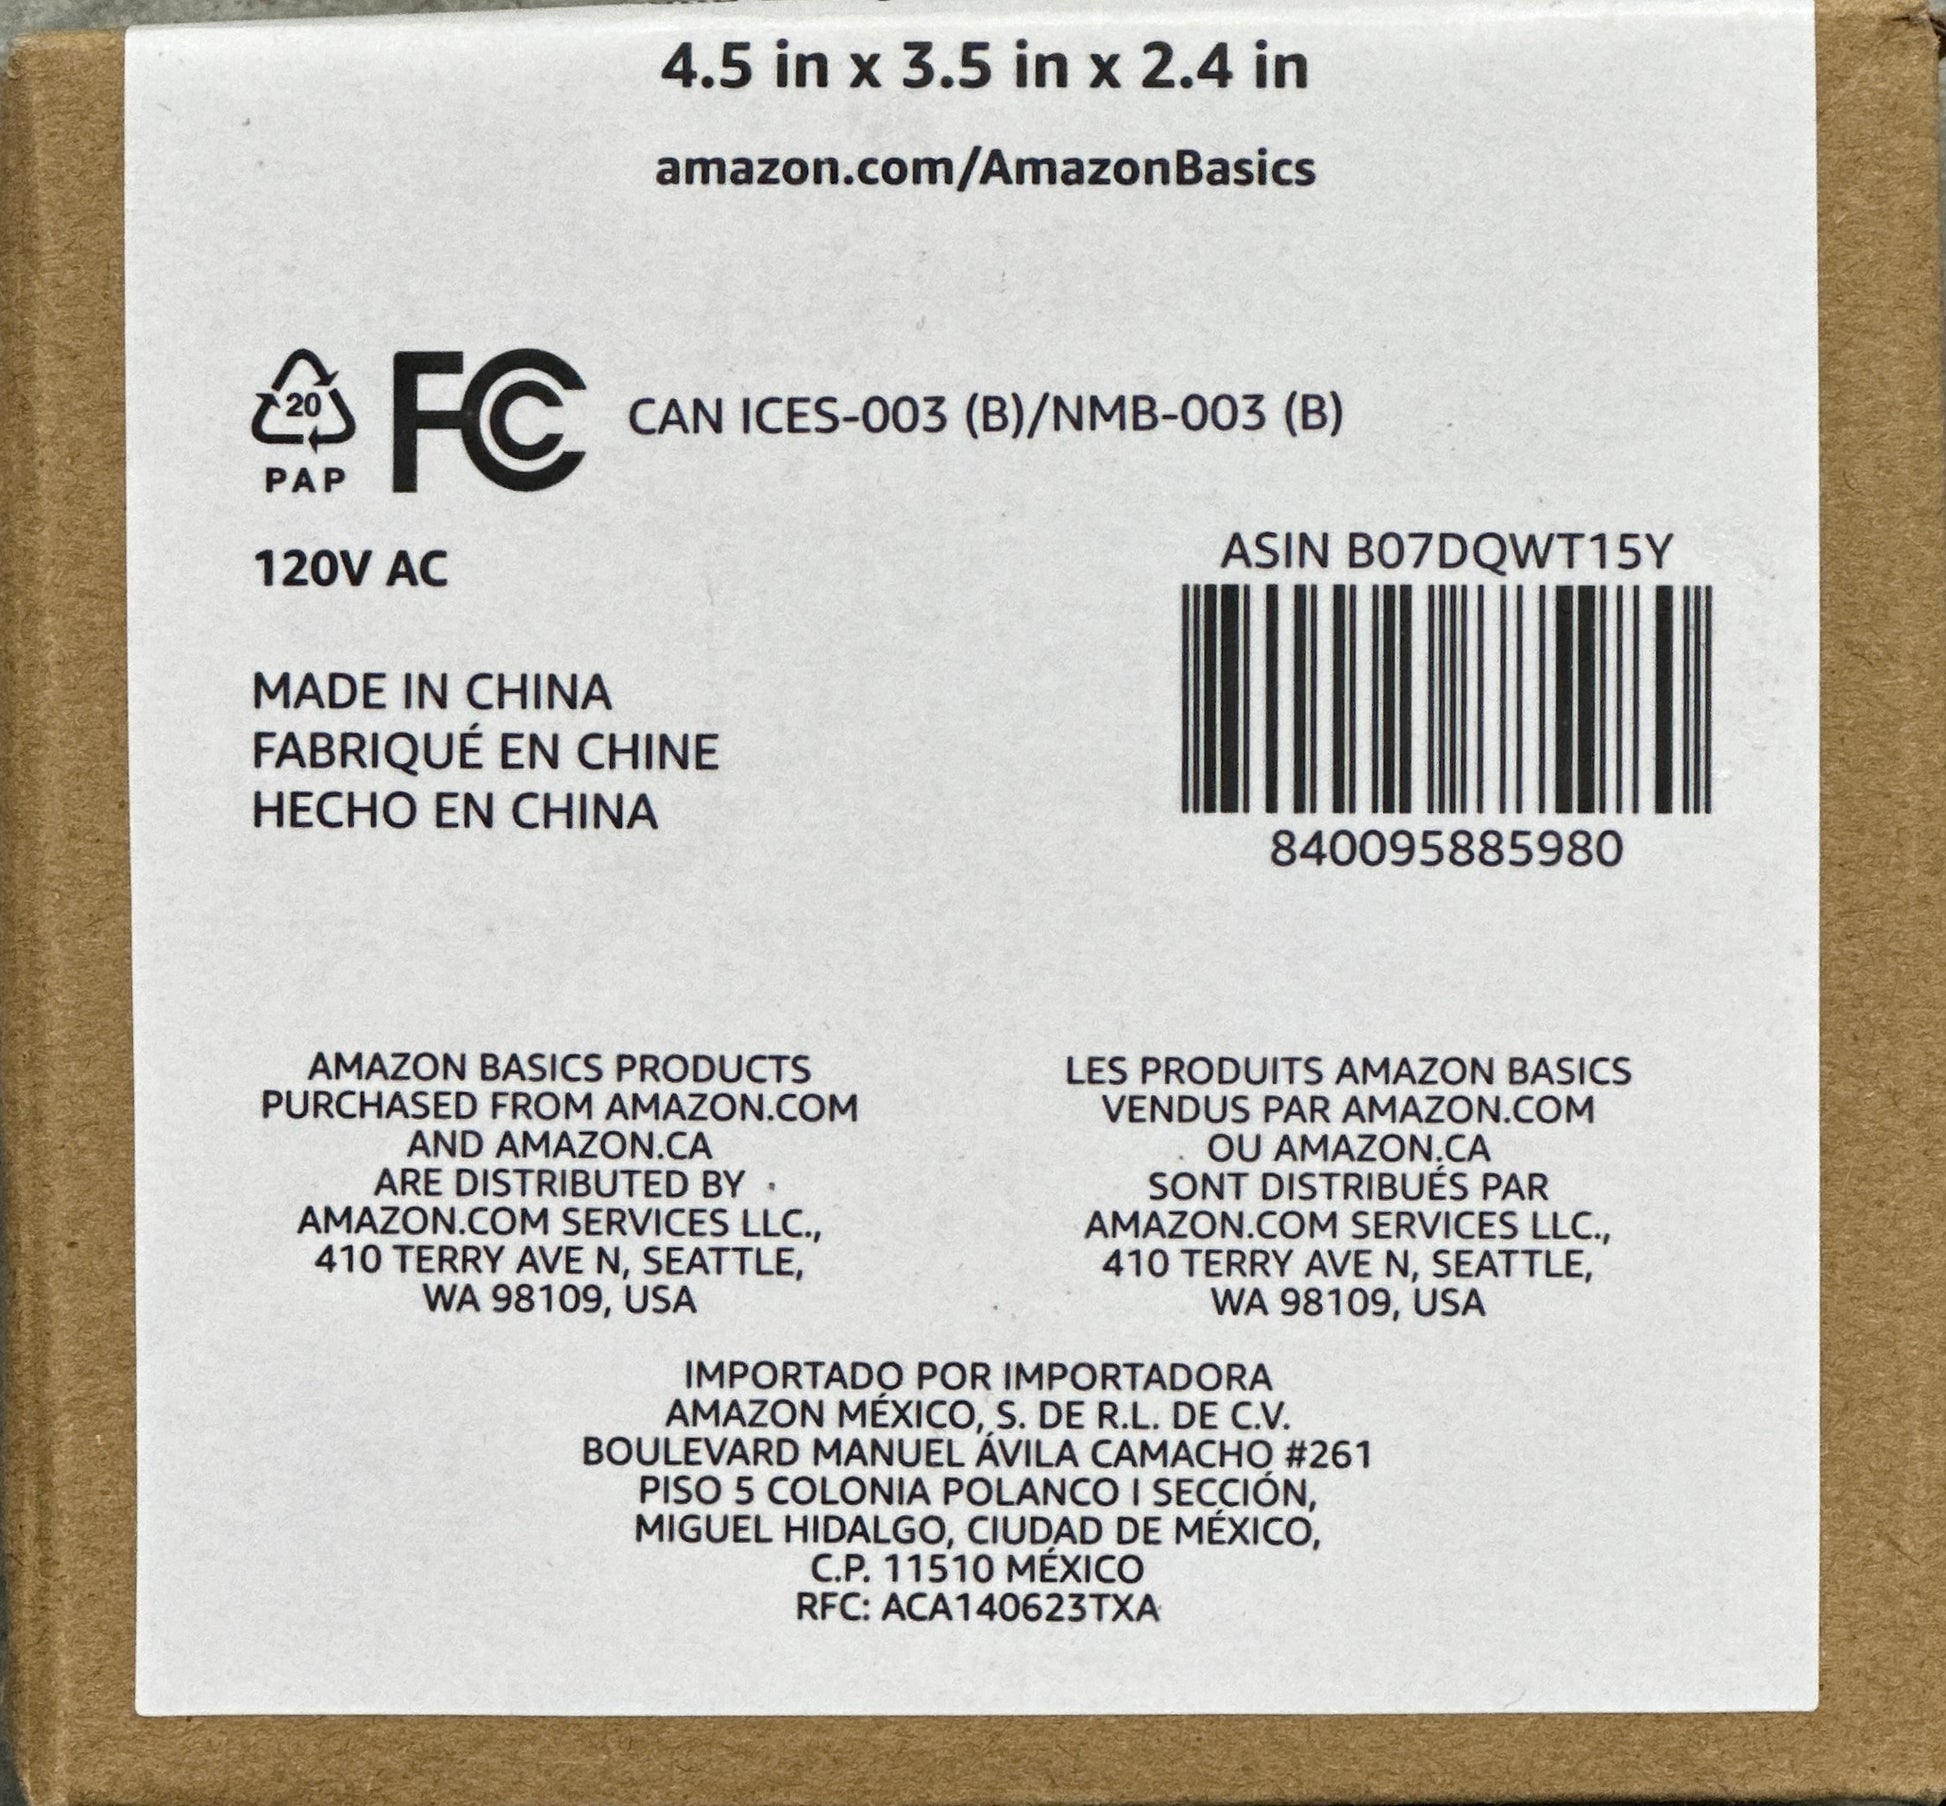 4.5 in x 3.5 in x 2.4 in
amazon.com/AmazonBasics
20
PAP
FC
CAN ICES-003 (B)/NMB-003 (B)
120V AC
ASIN B07DQWT15Y
840095885980
MADE IN CHINA
FABRIQUÉ EN CHINE
HECHO EN CHINA
AMAZON BASICS PRODUCTS
PURCHASED FROM AMAZON.COM
AND AMAZON.CA
ARE DISTRIBUTED BY
AMAZON.COM SERVICES LLC.,
410 TERRY AVE N, SEATTLE,
WA 98109, USA
LES PRODUITS AMAZON BASICS
VENDUS PAR AMAZON.COM
OU AMAZON.CA
SONT DISTRIBUÉS PAR
AMAZON.COM SERVICES LLC.,
410 TERRY AVE N, SEATTLE,
WA 98109, USA
IMPORTADO POR IMPORTADORA
AMAZON MÉXICO, S. DE R.L. DE C.V.
BOULEVARD MANUEL ÁVILA CAMACHO #261
PISO 5 COLONIA POLANCO I SECCIÓN,
MIGUEL HIDALGO, CIUDAD DE MÉXICO,
C.P. 11510 MÉXICO
RFC: ACA140623TXA